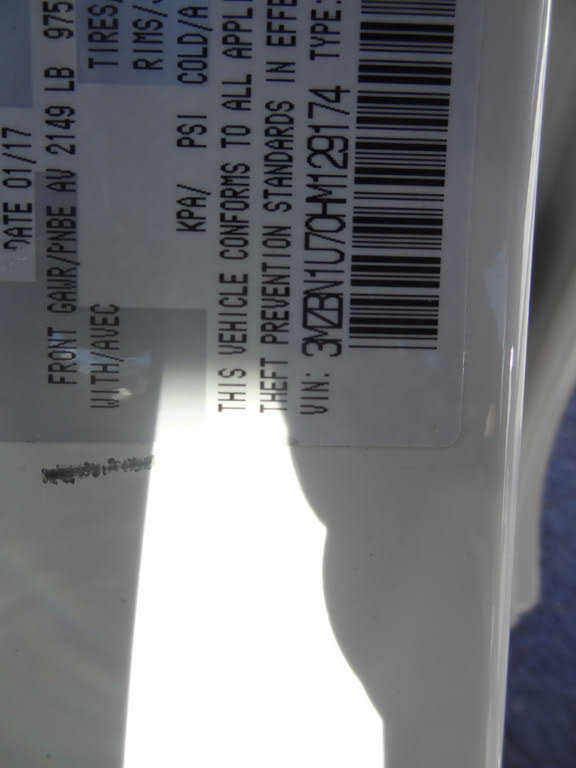 DATE 01/17
FRONT GAWR/PNBE AV 2149 LB 975
WITH/AVEC
TIRES/
RIMS/
KPA/ PSI COLD/A
THIS VEHICLE CONFORMS TO ALL APPLI
THEFT PREVENTION STANDARDS IN EFFE
VIN: 3MZBN1U70HM129174 TYPE: